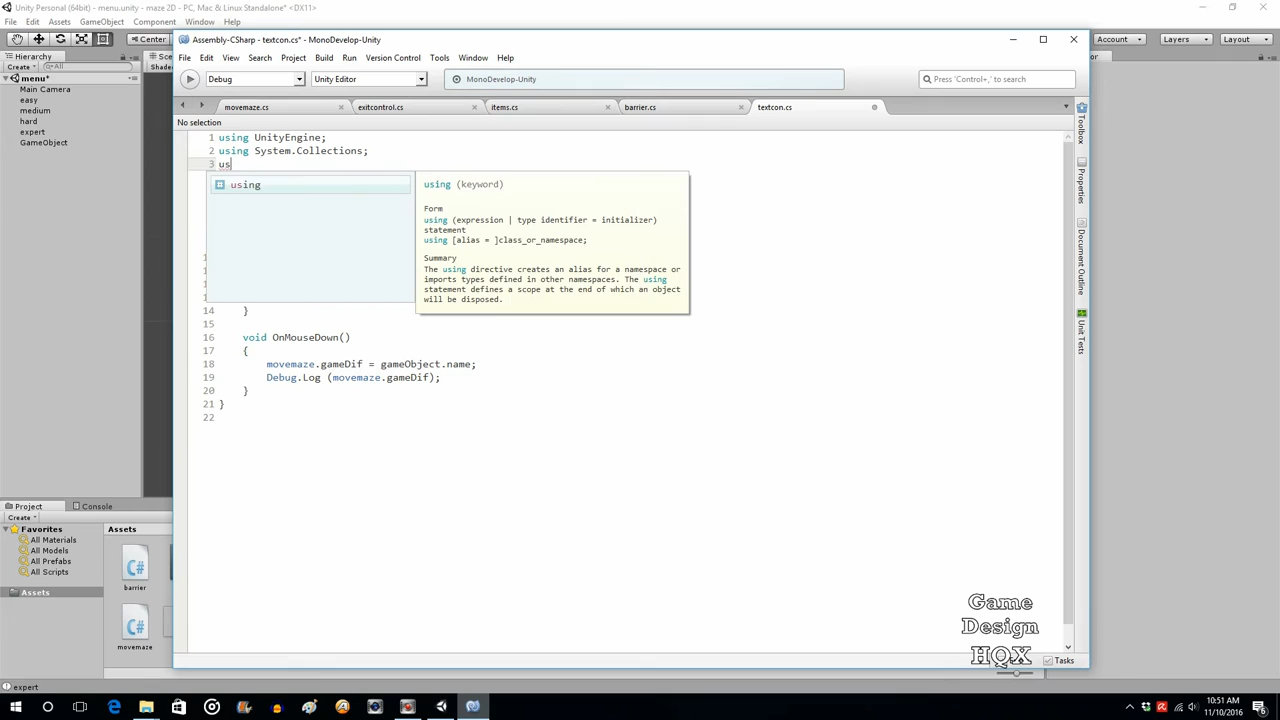 Unity Personal (64bit) - menu.unity - maze 2D - PC, Mac & Linux Standalone* <DX11>
File Edit Assets GameObject Component Window Help
Center
Account Layers Layout
Hierarchy
Create All
menu*
Main Camera
easy
medium
hard
expert
GameObject
Assembly-CSharp - textcon.cs* - MonoDevelop-Unity
File Edit View Search Project Build Run Version Control Tools Window Help
Debug Unity Editor MonoDevelop-Unity Press 'Control+,' to search
movemaze.cs exitcontrol.cs items.cs barrier.cs textcon.cs
No selection
1 using UnityEngine;
2 using System.Collections;
3 us
using
using (keyword)
Form
using (expression | type identifier = initializer)
statement
using [alias = ]class_or_namespace;
Summary
The using directive creates an alias for a namespace or
imports types defined in other namespaces. The using
statement defines a scope at the end of which an object
will be disposed.
14 }
15
16 void OnMouseDown()
17 {
18 movemaze.gameDif = gameObject.name;
19 Debug.Log (movemaze.gameDif);
20 }
21 }
22
Toolbox
Properties
Document Outline
Unit Tests
Project Console
Create
Favorites
All Materials
All Models
All Prefabs
All Scripts
Assets
Assets
C#
barrier
C#
movemaze
Game
Design
HQX
Tasks
expert
10:51 AM
11/10/2016